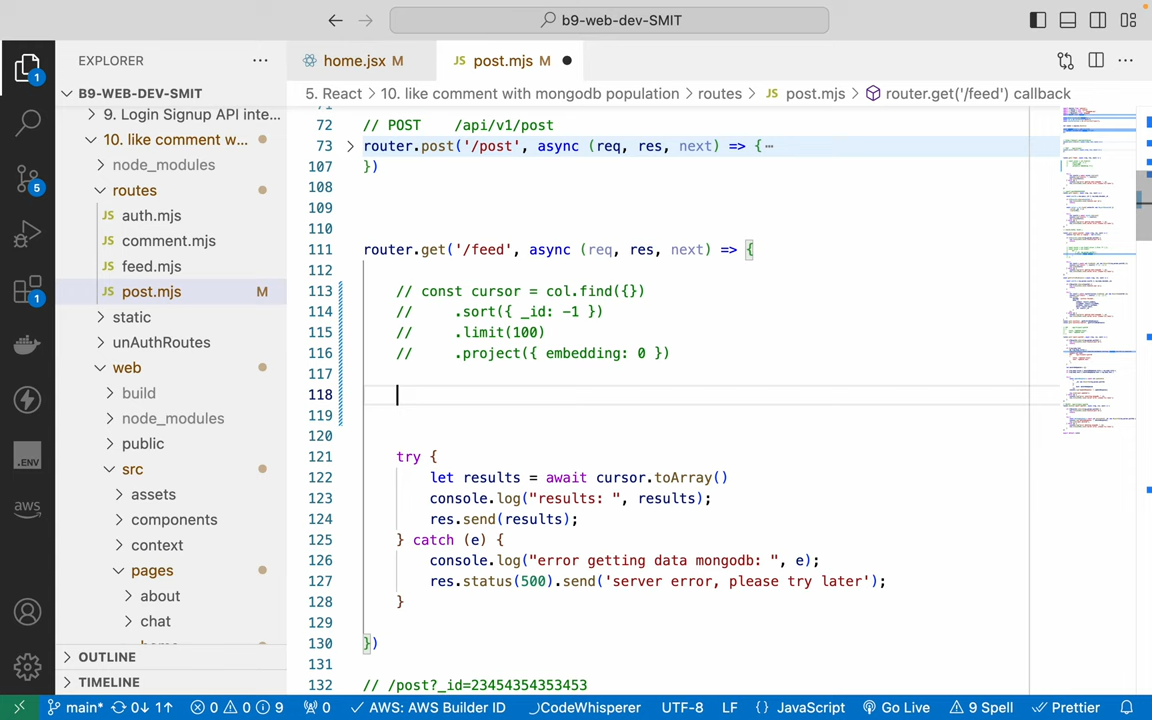 b9-web-dev-SMIT
EXPLORER
B9-WEB-DEV-SMIT
9. Login Signup API inte...
10. like comment w...
node_modules
routes
JS auth.mjs
JS comment.mjs
JS feed.mjs
JS post.mjs M
static
unAuthRoutes
web
build
node_modules
public
src
assets
components
context
pages
about
chat
OUTLINE
TIMELINE
1
5
1
.ENV
aws
home.jsx M
JS post.mjs M
5. React > 10. like comment with mongodb population > routes > JS post.mjs > router.get('/feed') callback
72 // POST /api/v1/post
73 router.post('/post', async (req, res, next) => {…
107 })
108
109
110
111 router.get('/feed', async (req, res, next) => {
112
113 // const cursor = col.find({})
114 // .sort({ _id: -1 })
115 // .limit(100)
116 // .project({ embedding: 0 })
117
118
119
120
121 try {
122 let results = await cursor.toArray()
123 console.log("results: ", results);
124 res.send(results);
125 } catch (e) {
126 console.log("error getting data mongodb: ", e);
127 res.status(500).send('server error, please try later');
128 }
129
130 })
131
132 // /post?_id=23454354353453
main* 0↓ 1↑ 0 0 9 0 AWS: AWS Builder ID CodeWhisperer UTF-8 LF {} JavaScript Go Live 9 Spell Prettier